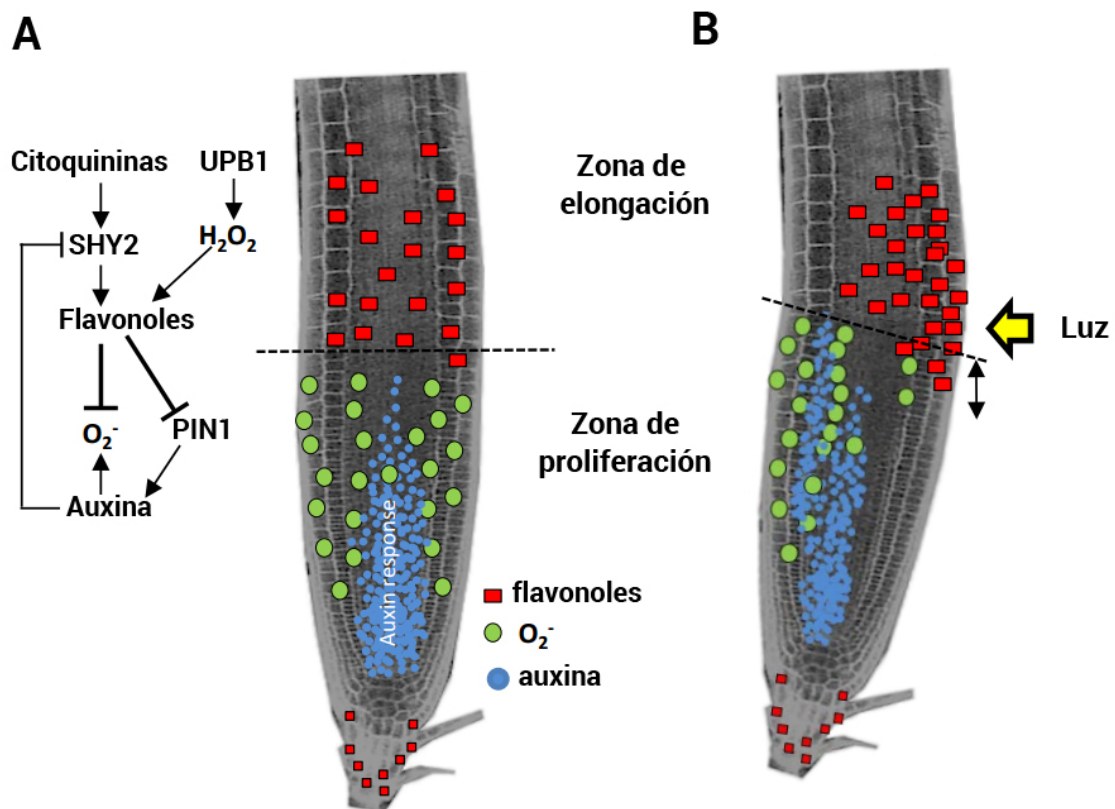 A
B
Citoquininas
UPB1
SHY2
H₂O₂
Flavonoles
O₂⁻
PIN1
Auxina
Zona de
elongación
Zona de
proliferación
Auxin response
flavonoles
O₂⁻
auxina
Luz